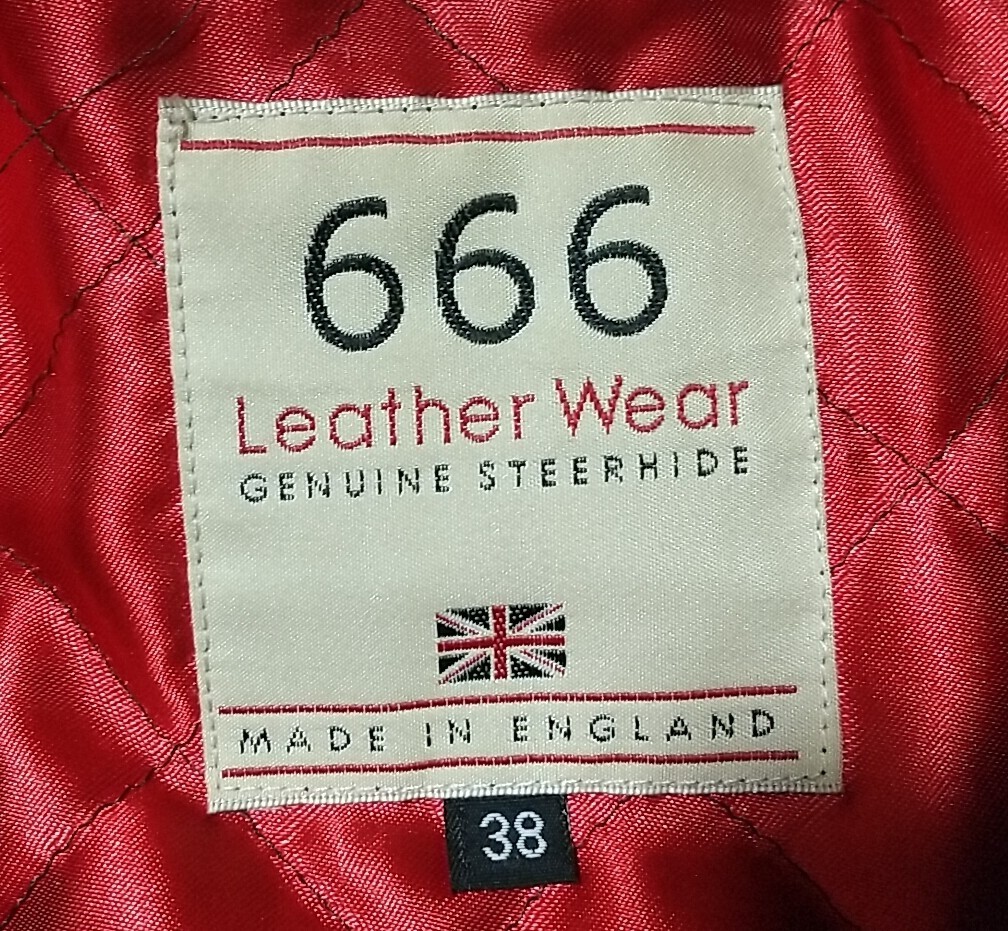 666
Leather Wear
GENUINE STEERHIDE
MADE IN ENGLAND
38